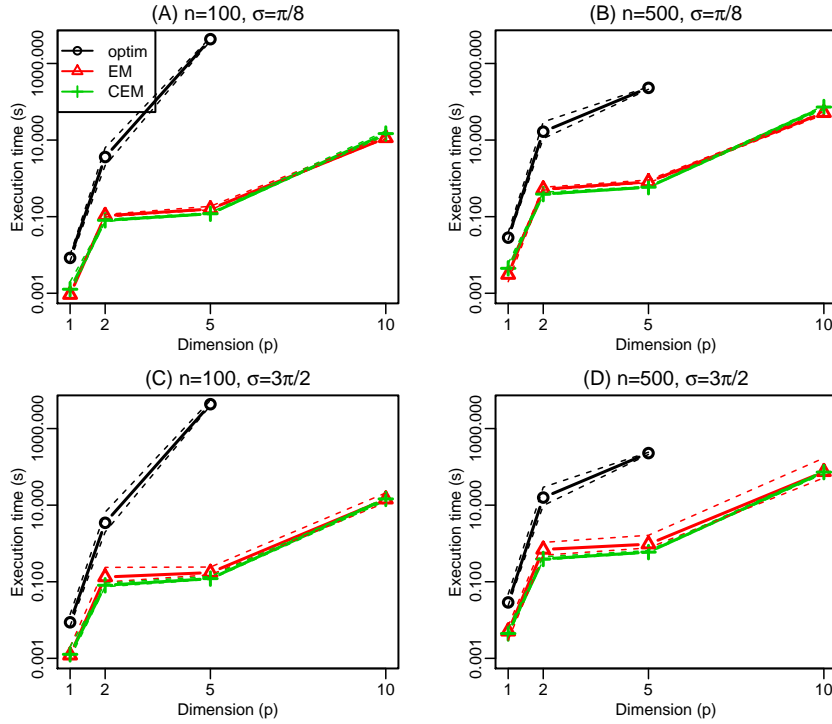 (A) n=100, σ=π/8
Execution time (s)
1000.000
10.000
0.100
0.001
optim
EM
CEM
1 2 5 10
Dimension (p)
(B) n=500, σ=π/8
Execution time (s)
1000.000
10.000
0.100
0.001
1 2 5 10
Dimension (p)
(C) n=100, σ=3π/2
Execution time (s)
1000.000
10.000
0.100
0.001
1 2 5 10
Dimension (p)
(D) n=500, σ=3π/2
Execution time (s)
1000.000
10.000
0.100
0.001
1 2 5 10
Dimension (p)